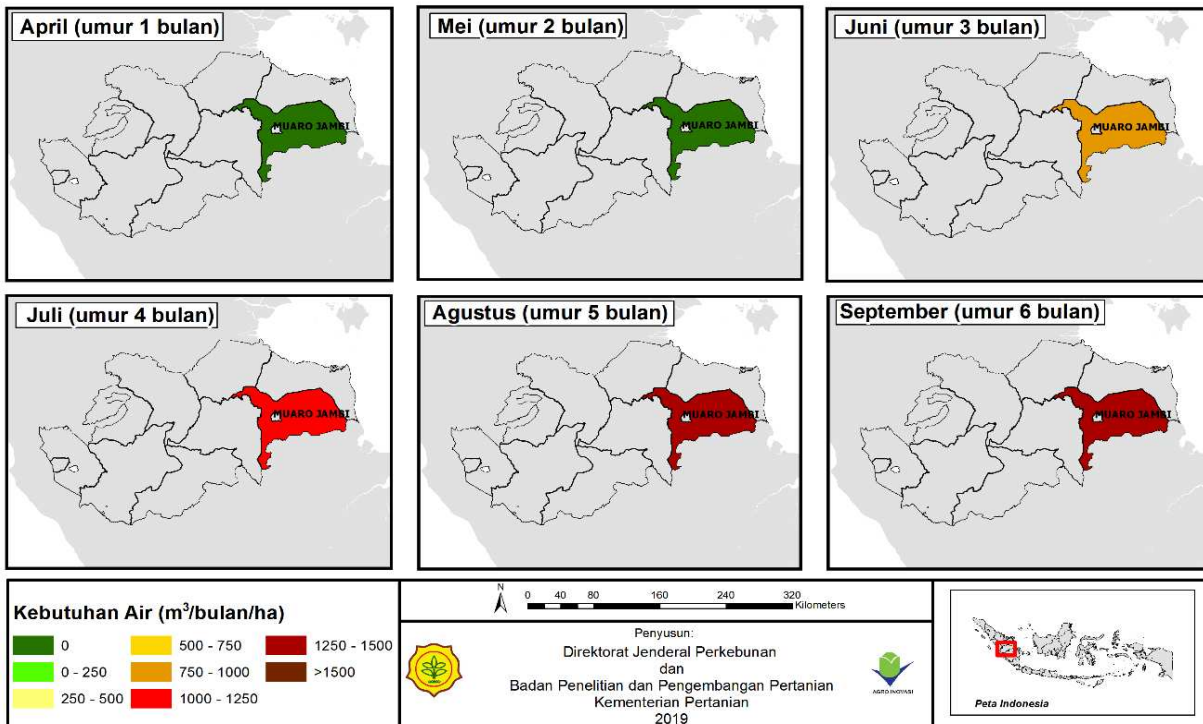 April (umur 1 bulan)
MUARO JAMBI
Mei (umur 2 bulan)
MUARO JAMBI
Juni (umur 3 bulan)
MUARO JAMBI
Juli (umur 4 bulan)
MUARO JAMBI
Agustus (umur 5 bulan)
MUARO JAMBI
September (umur 6 bulan)
MUARO JAMBI
Kebutuhan Air (m³/bulan/ha)
0
0 - 250
250 - 500
500 - 750
750 - 1000
1000 - 1250
1250 - 1500
>1500
N
0 20 40 80 160 240 320
Kilometers
Penyusun:
Direktorat Jenderal Perkebunan
dan
Badan Penelitian dan Pengembangan Pertanian
Kementerian Pertanian
2019
AGRO INOVASI
Peta Indonesia